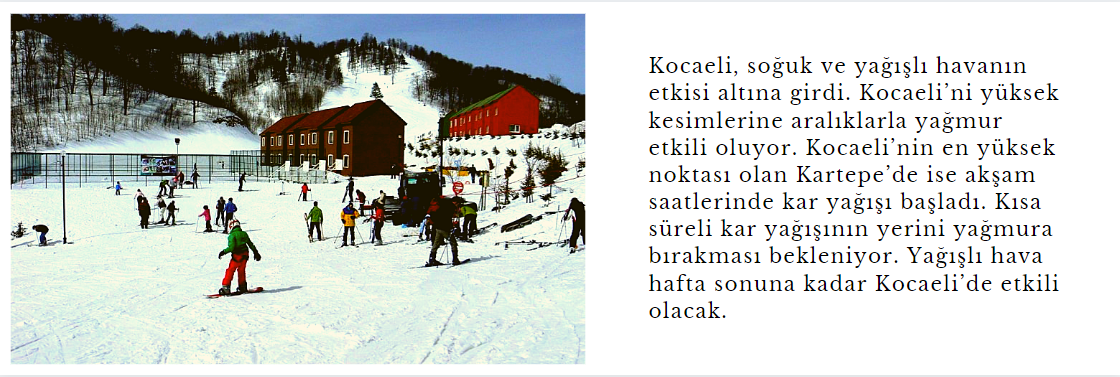 Kocaeli, soğuk ve yağışlı havanın
etkisi altına girdi. Kocaeli’ni yüksek
kesimlerine aralıklarla yağmur
etkili oluyor. Kocaeli’nin en yüksek
noktası olan Kartepe’de ise akşam
saatlerinde kar yağışı başladı. Kısa
süreli kar yağışının yerini yağmura
bırakması bekleniyor. Yağışlı hava
hafta sonuna kadar Kocaeli’de etkili
olacak.